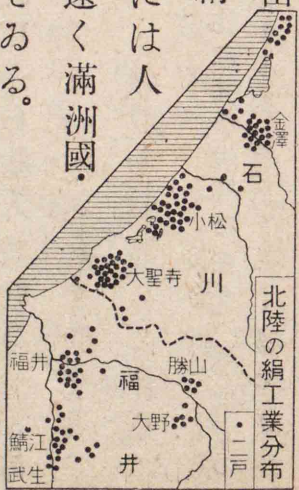 北陸の絹工業分布
・二戸
金澤
石川
小松
大聖寺
福井
勝山
大野
福井
鯖江
武生
には人
遠く滿洲國・
てゐる。